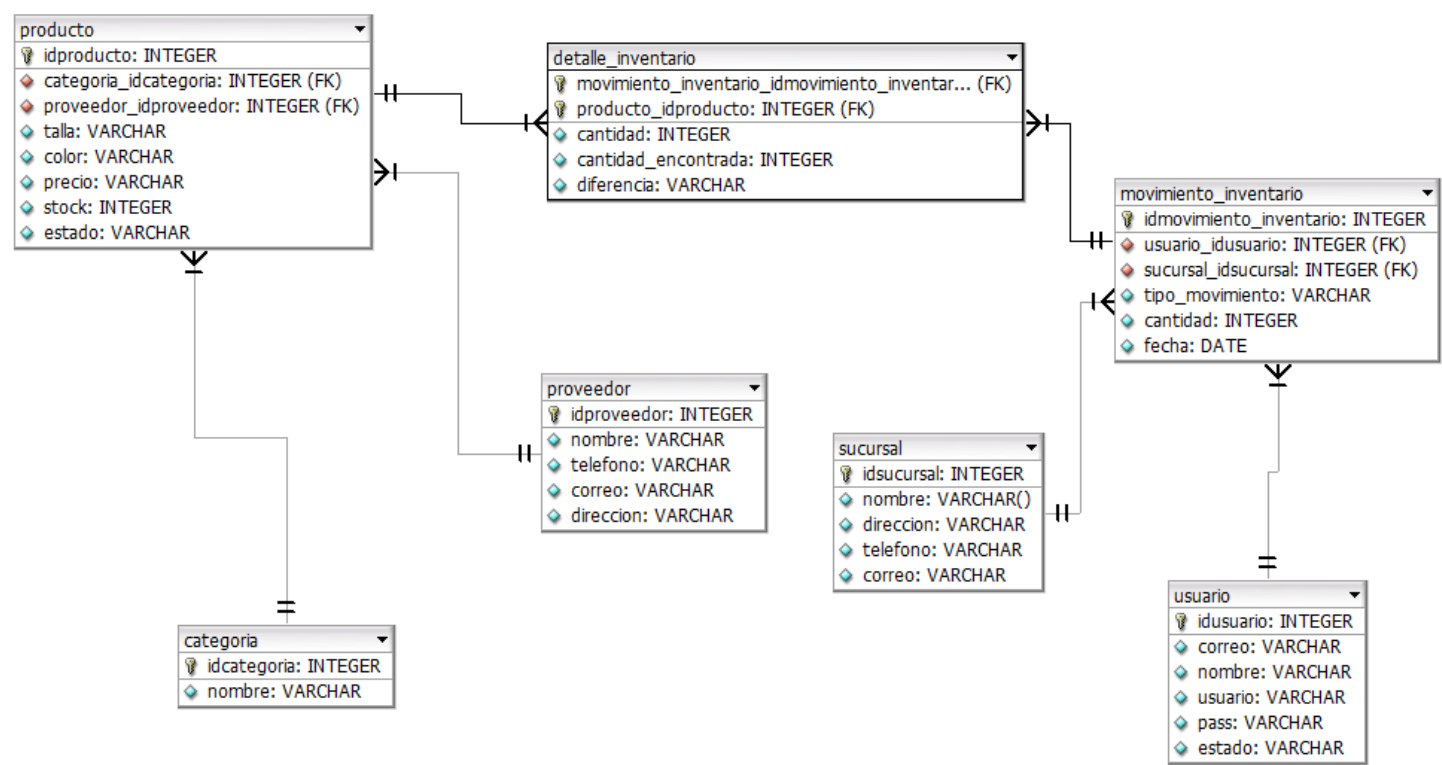 producto
idproducto: INTEGER
categoria_idcategoria: INTEGER (FK)
proveedor_idproveedor: INTEGER (FK)
talla: VARCHAR
color: VARCHAR
precio: VARCHAR
stock: INTEGER
estado: VARCHAR
detalle_inventario
movimiento_inventario_idmovimiento_inventar... (FK)
producto_idproducto: INTEGER (FK)
cantidad: INTEGER
cantidad_encontrada: INTEGER
diferencia: VARCHAR
movimiento_inventario
idmovimiento_inventario: INTEGER
usuario_idusuario: INTEGER (FK)
sucursal_idsucursal: INTEGER (FK)
tipo_movimiento: VARCHAR
cantidad: INTEGER
fecha: DATE
proveedor
idproveedor: INTEGER
nombre: VARCHAR
telefono: VARCHAR
correo: VARCHAR
direccion: VARCHAR
sucursal
idsucursal: INTEGER
nombre: VARCHAR()
direccion: VARCHAR
telefono: VARCHAR
correo: VARCHAR
usuario
idusuario: INTEGER
correo: VARCHAR
nombre: VARCHAR
usuario: VARCHAR
pass: VARCHAR
estado: VARCHAR
categoria
idcategoria: INTEGER
nombre: VARCHAR